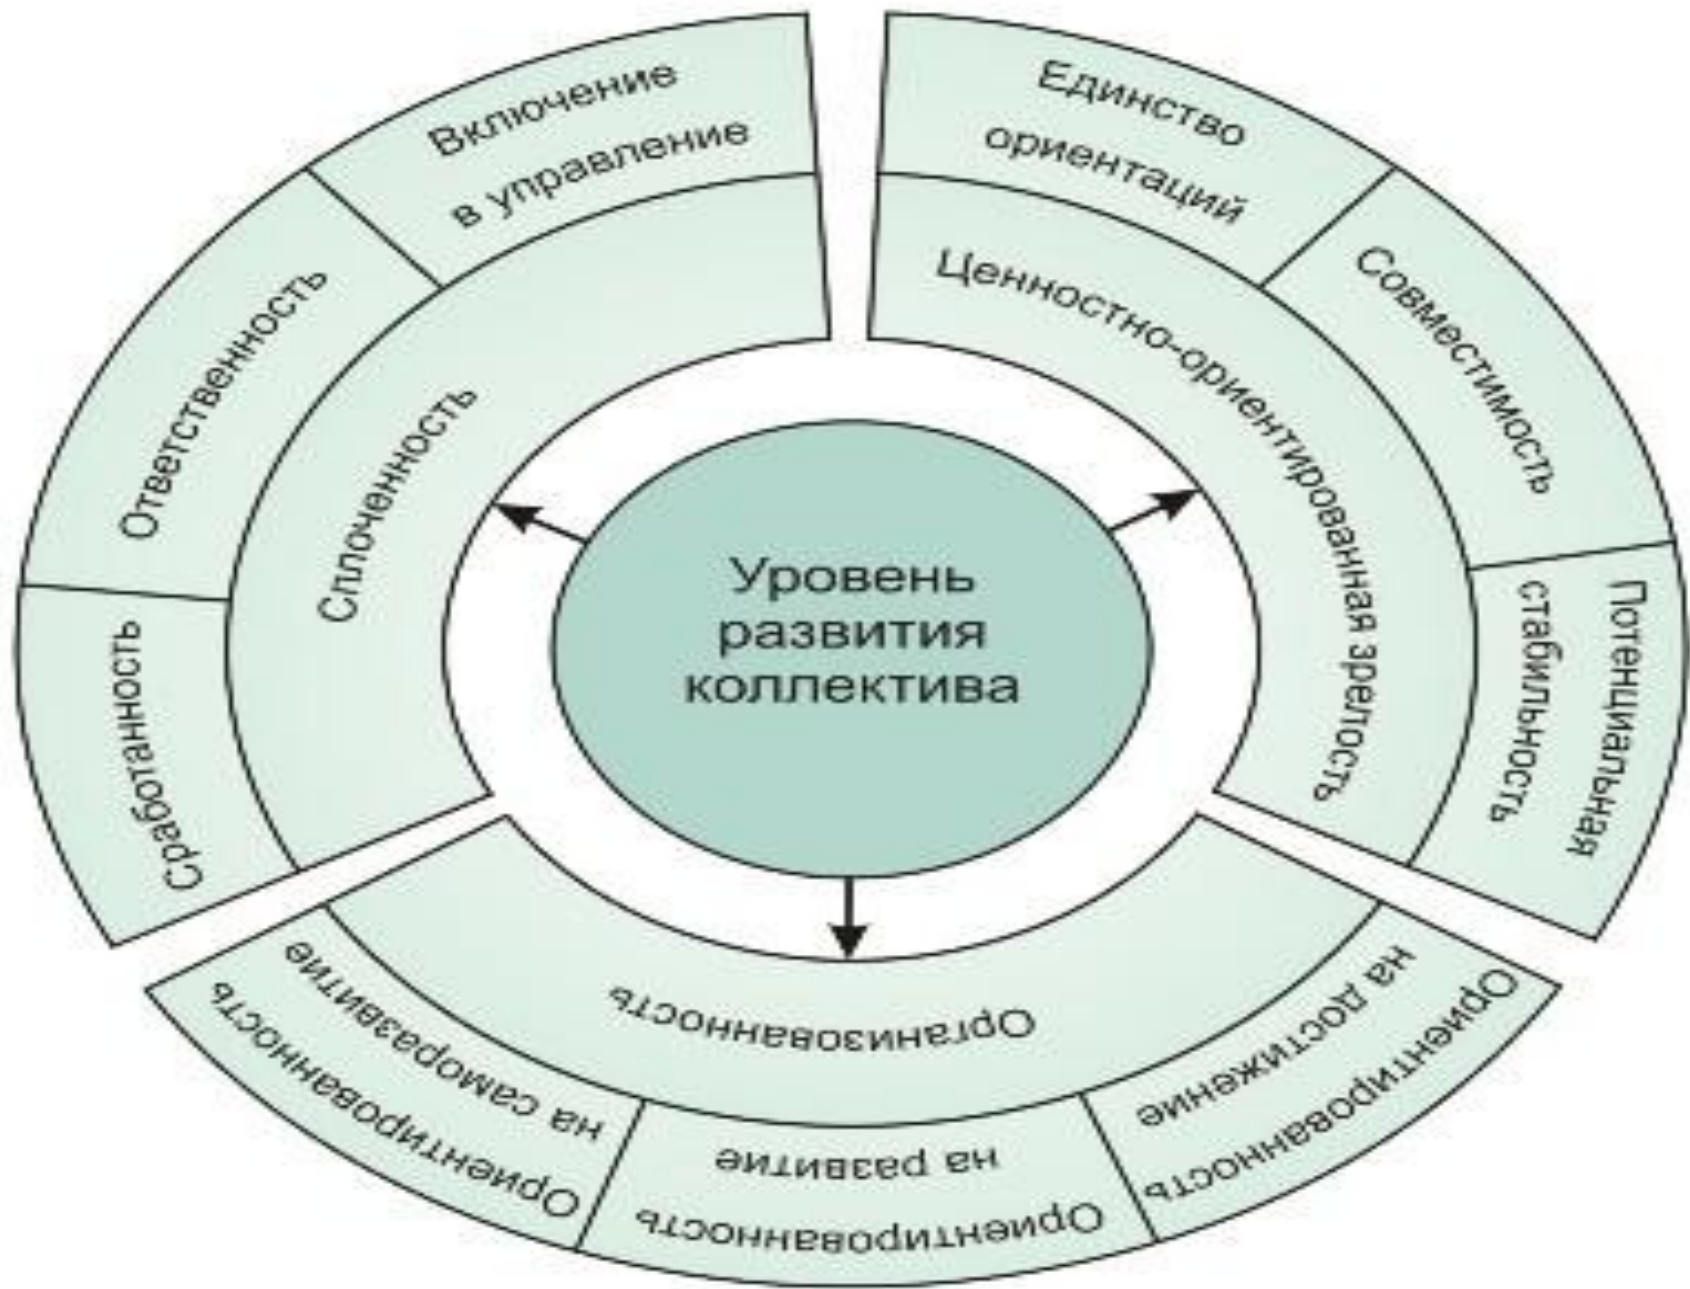 Включение
в управление
Ответственность
Сработанность
Сплоченность
Единство
ориентаций
Совместимость
Потенциальная
стабильность
Ценностно-ориентированная зрелость
Уровень
развития
коллектива
Организованность
Ориентированность
на достижение
Ориентированность
на развитие
Ориентированность
на саморазвитие